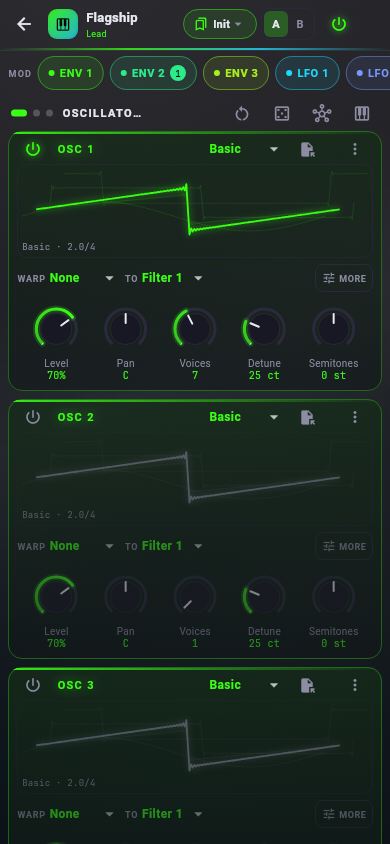 Flagship
Lead
Init
A B
MOD ENV 1 ENV 2 1 ENV 3 LFO 1 LFO
OSCILLATO…
OSC 1 Basic
Basic · 2.0/4
WARP None TO Filter 1 MORE
Level Pan Voices Detune Semitones
70% C 7 25 ct 0 st
OSC 2 Basic
Basic · 2.0/4
WARP None TO Filter 1 MORE
Level Pan Voices Detune Semitones
70% C 1 25 ct 0 st
OSC 3 Basic
Basic · 2.0/4
WARP None TO Filter 1 MORE